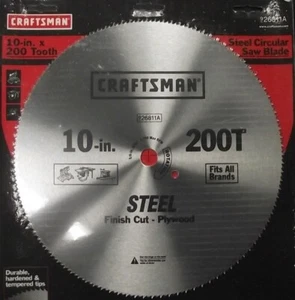 CRAFTSMAN
10-in. x
200 Tooth
Steel Circular
Saw Blade
CRAFTSMAN
Y26811A
10-in.
200T
Fits All
Brands
STEEL
Finish Cut - Plywood
Durable,
hardened &
tempered tips